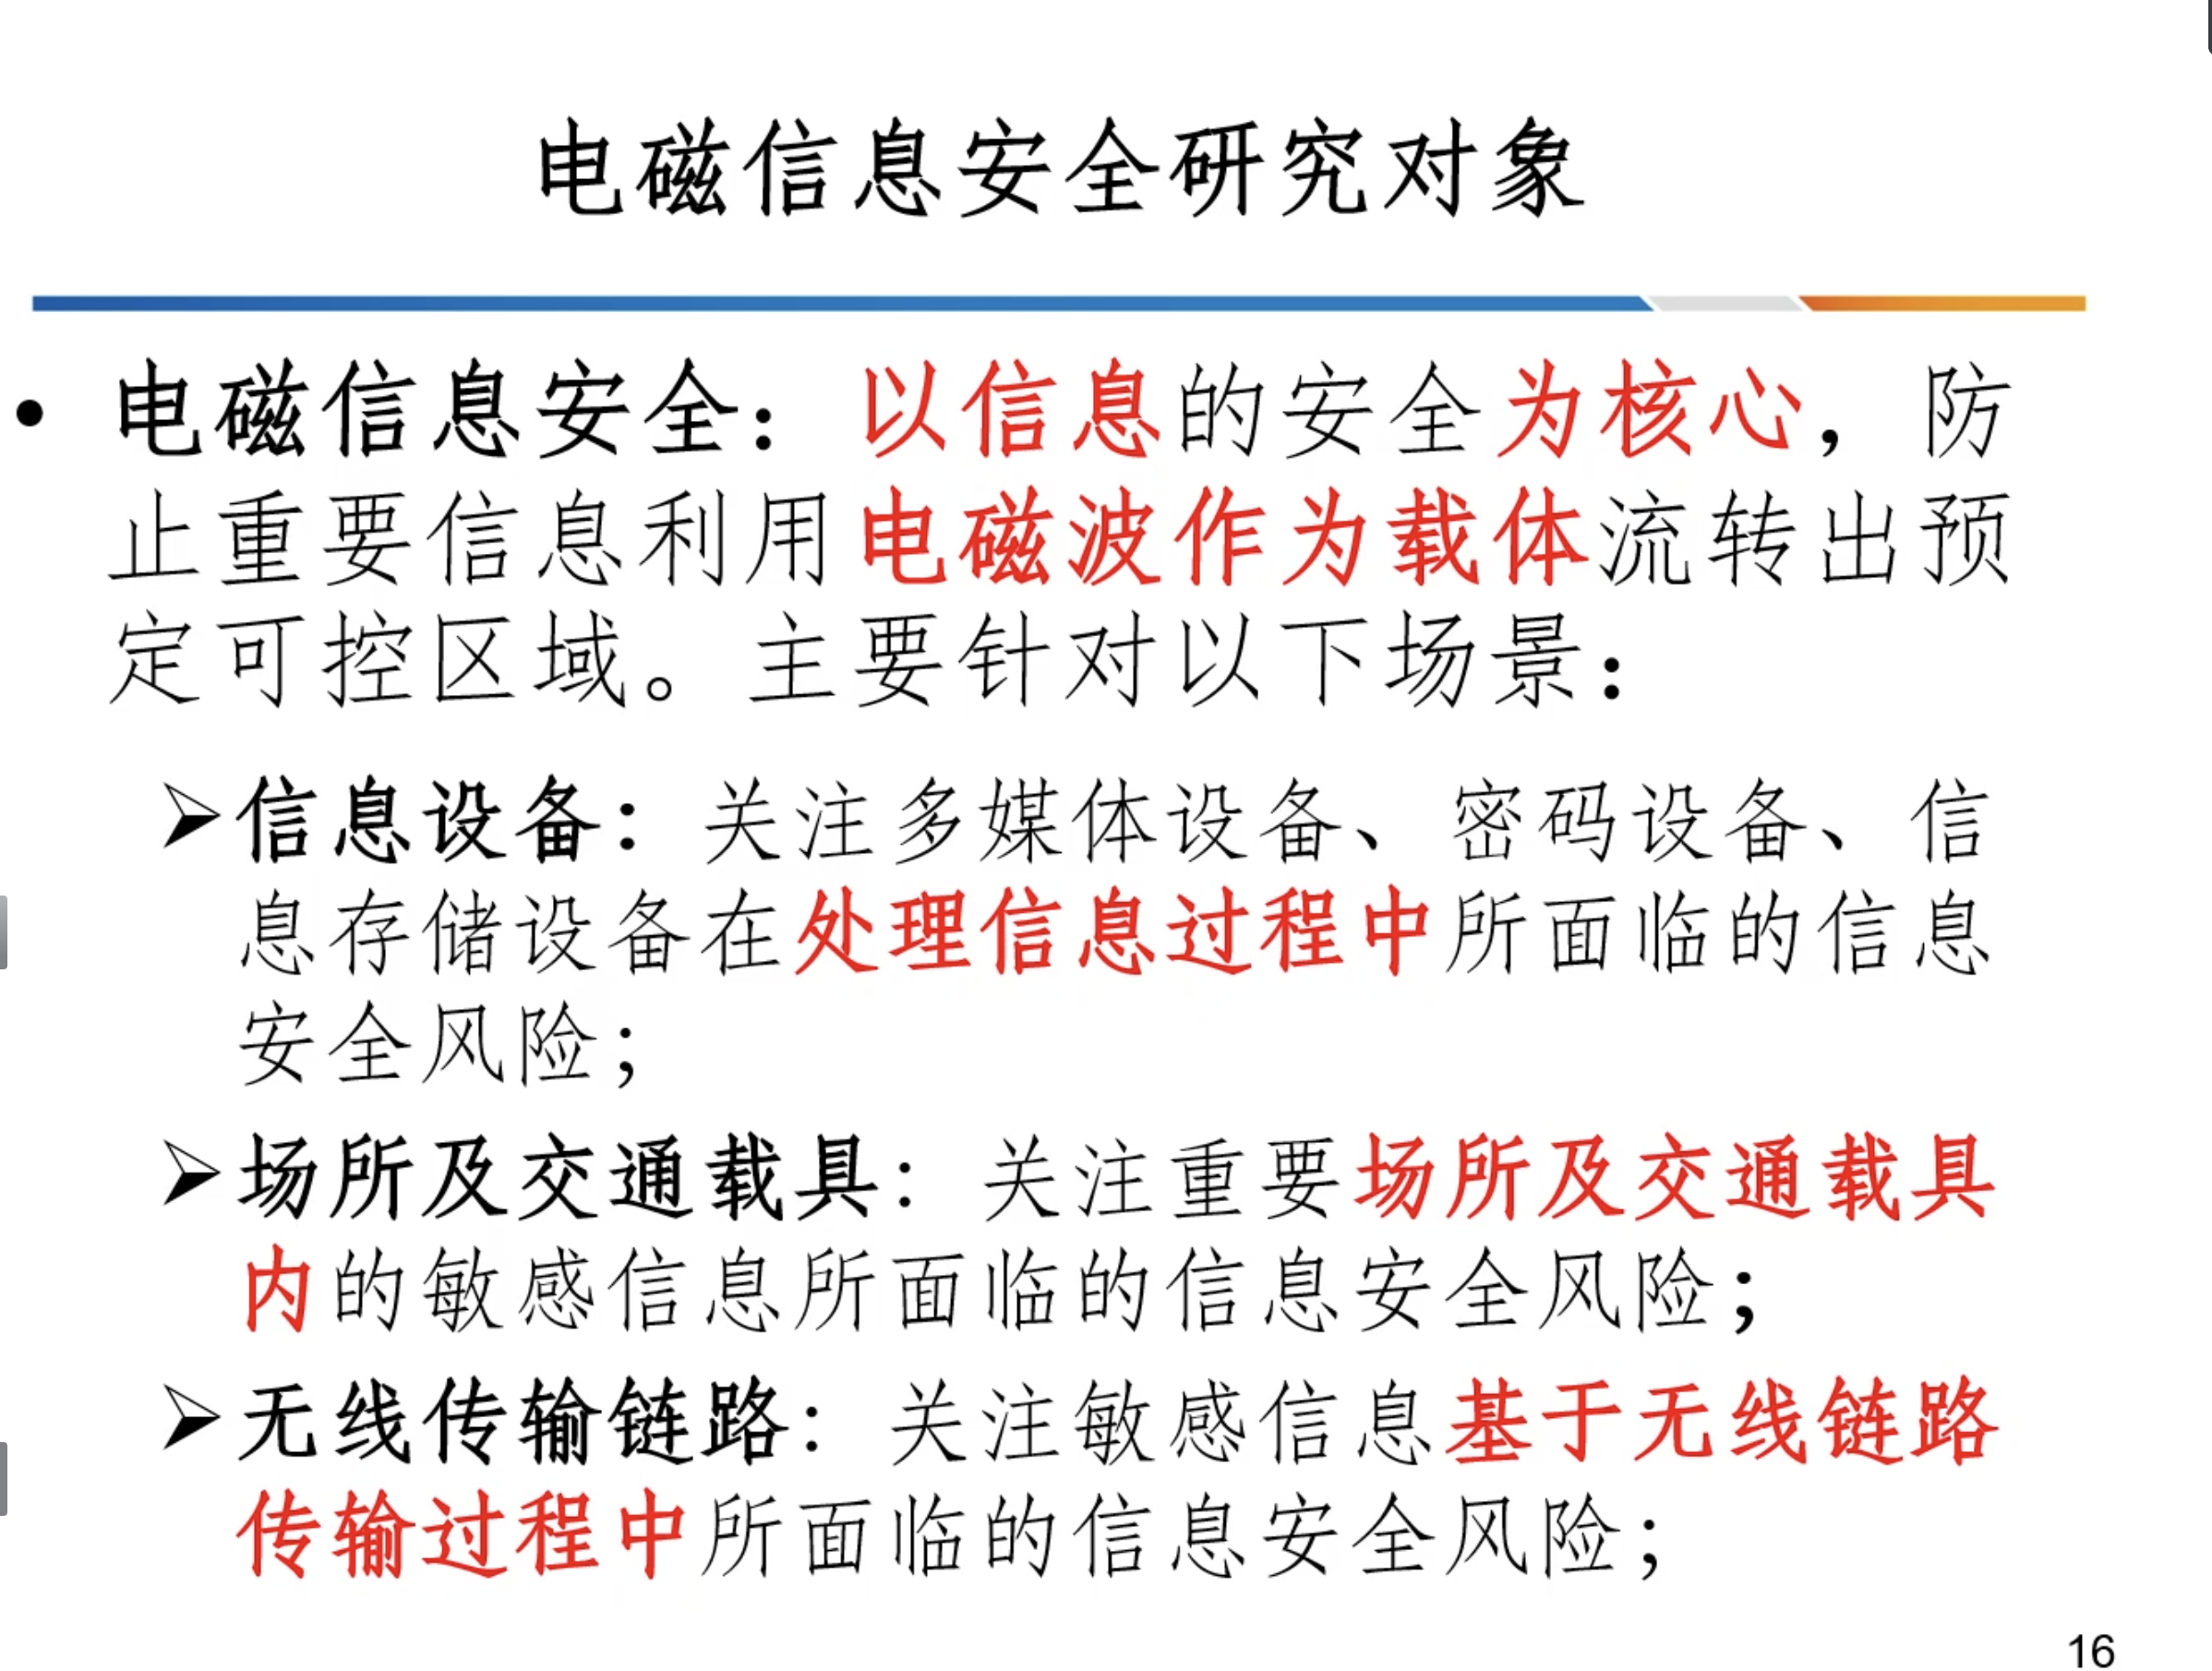 电磁信息安全研究对象
• 电磁信息安全：以信息的安全为核心，防
止重要信息利用电磁波作为载体流转出预
定可控区域。主要针对以下场景：
➢信息设备：关注多媒体设备、密码设备、信
息存储设备在处理信息过程中所面临的信息
安全风险；
➢场所及交通载具：关注重要场所及交通载具
内的敏感信息所面临的信息安全风险；
➢无线传输链路：关注敏感信息基于无线链路
传输过程中所面临的信息安全风险；
16